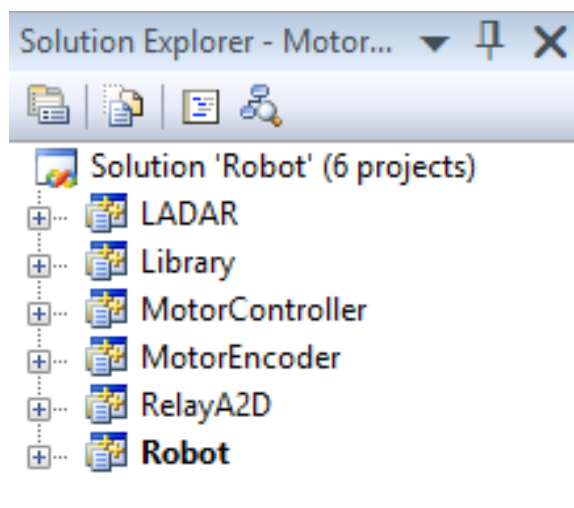 Solution Explorer - Motor...
Solution 'Robot' (6 projects)
LADAR
Library
MotorController
MotorEncoder
RelayA2D
Robot